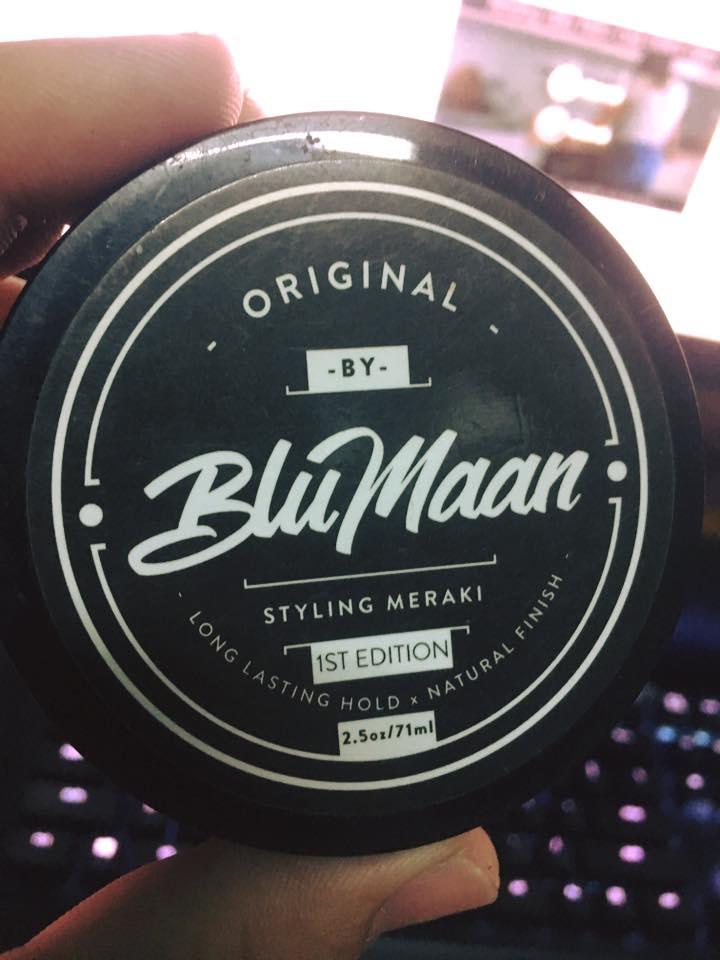 ORIGINAL
-BY-
BluMaan
STYLING MERAKI
1ST EDITION
- LONG LASTING HOLD x NATURAL FINISH -
2.5oz/71ml